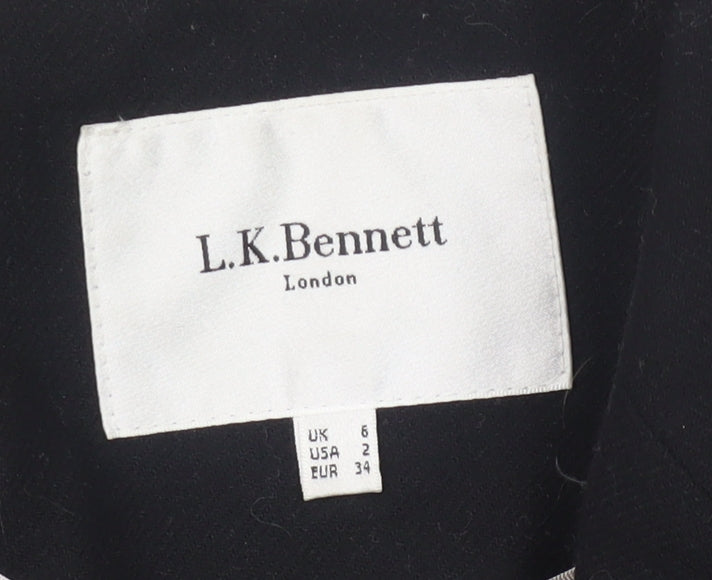 L.K.Bennett
London
UK 6
USA 2
EUR 34